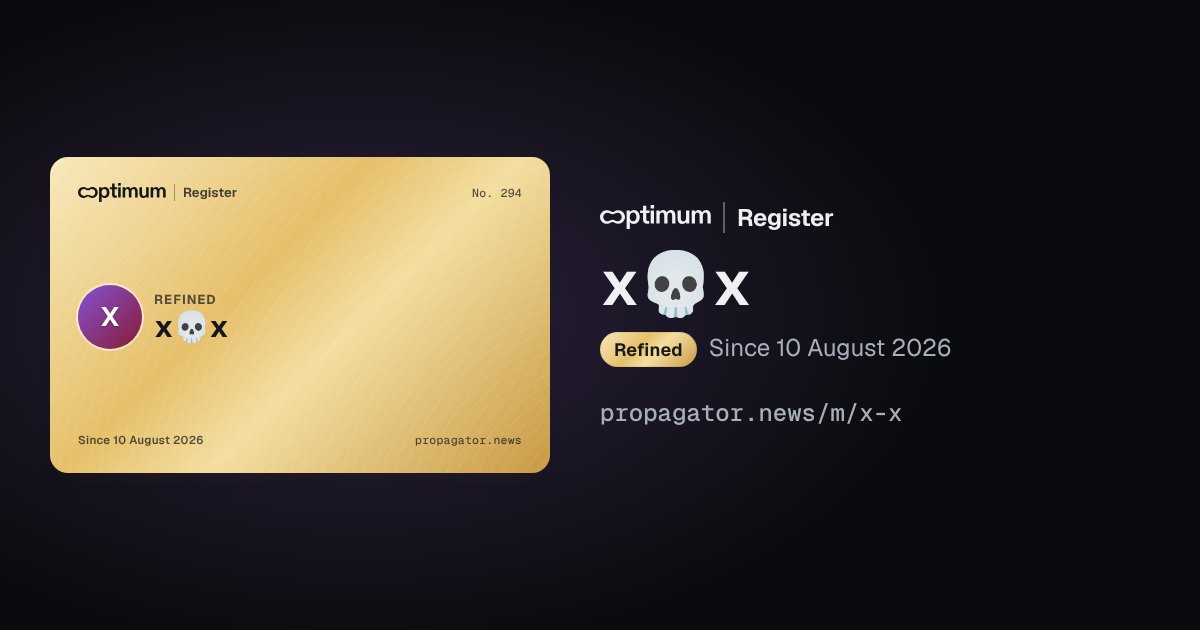 optimum | Register
No. 294
X
REFINED
x💀x
Since 10 August 2026
propagator.news
optimum | Register
x💀x
Refined Since 10 August 2026
propagator.news/m/x-x